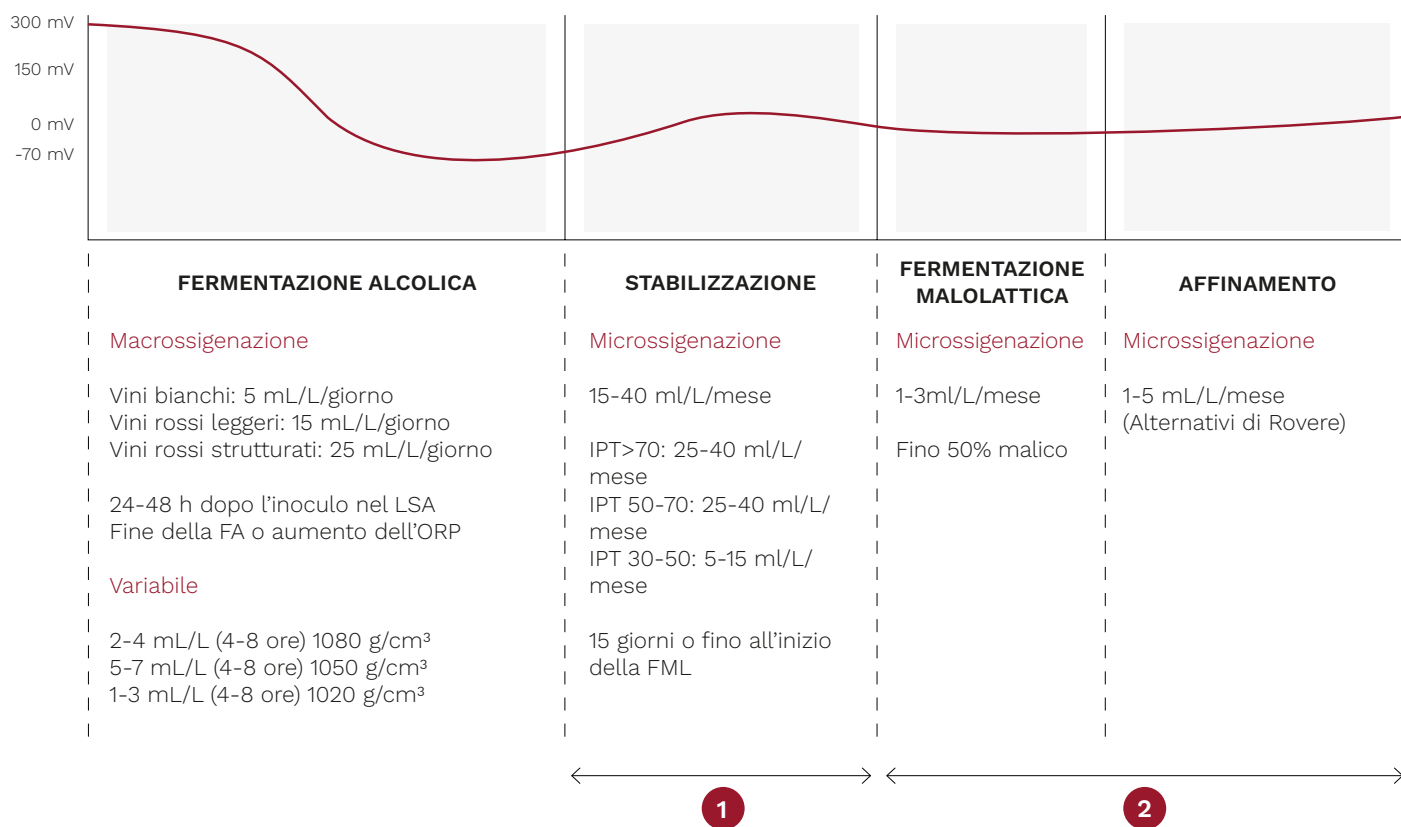 300 mV
150 mV
0 mV
-70 mV
FERMENTAZIONE ALCOLICA
Macrossigenazione
Vini bianchi: 5 mL/L/giorno
Vini rossi leggeri: 15 mL/L/giorno
Vini rossi strutturati: 25 mL/L/giorno
24-48 h dopo l’inoculo nel LSA
Fine della FA o aumento dell’ORP
Variabile
2-4 mL/L (4-8 ore) 1080 g/cm³
5-7 mL/L (4-8 ore) 1050 g/cm³
1-3 mL/L (4-8 ore) 1020 g/cm³
STABILIZZAZIONE
Microssigenazione
15-40 ml/L/mese
IPT>70: 25-40 ml/L/
mese
IPT 50-70: 25-40 ml/L/
mese
IPT 30-50: 5-15 ml/L/
mese
15 giorni o fino all’inizio
della FML
FERMENTAZIONE
MALOLATTICA
Microssigenazione
1-3ml/L/mese
Fino 50% malico
AFFINAMENTO
Microssigenazione
1-5 mL/L/mese
(Alternativi di Rovere)
1
2